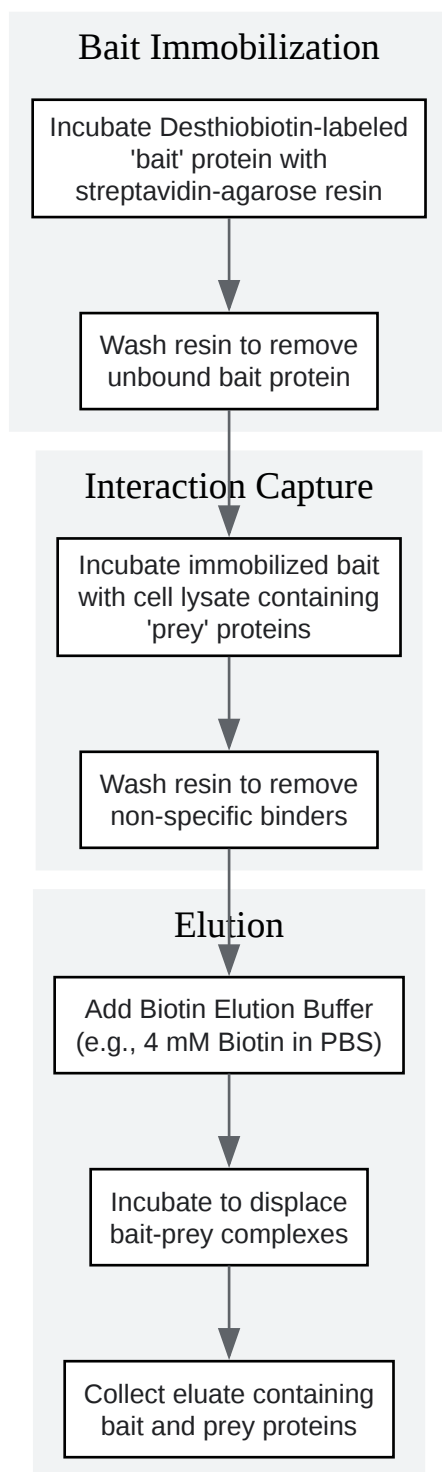 Bait Immobilization
Incubate Desthiobiotin-labeled
'bait' protein with
streptavidin-agarose resin
Wash resin to remove
unbound bait protein
Interaction Capture
Incubate immobilized bait
with cell lysate containing
'prey' proteins
Wash resin to remove
non-specific binders
Elution
Add Biotin Elution Buffer
(e.g., 4 mM Biotin in PBS)
Incubate to displace
bait-prey complexes
Collect eluate containing
bait and prey proteins